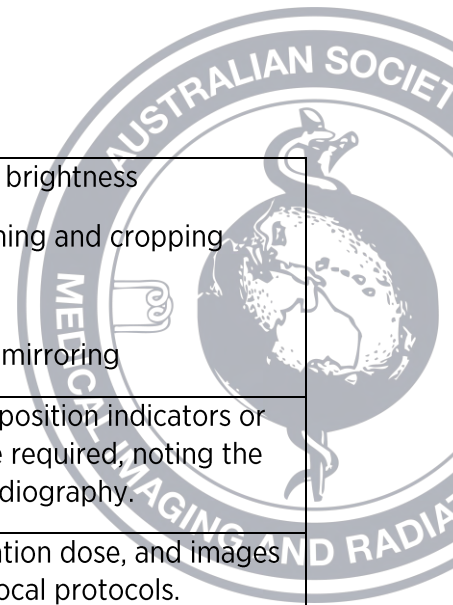 AUSTRALIAN SOCIET
brightness
ning and cropping
mirroring
position indicators or
e required, noting the
diography.
ation dose, and images
ocal protocols.
MEDICAL IMAGING AND RADIAT